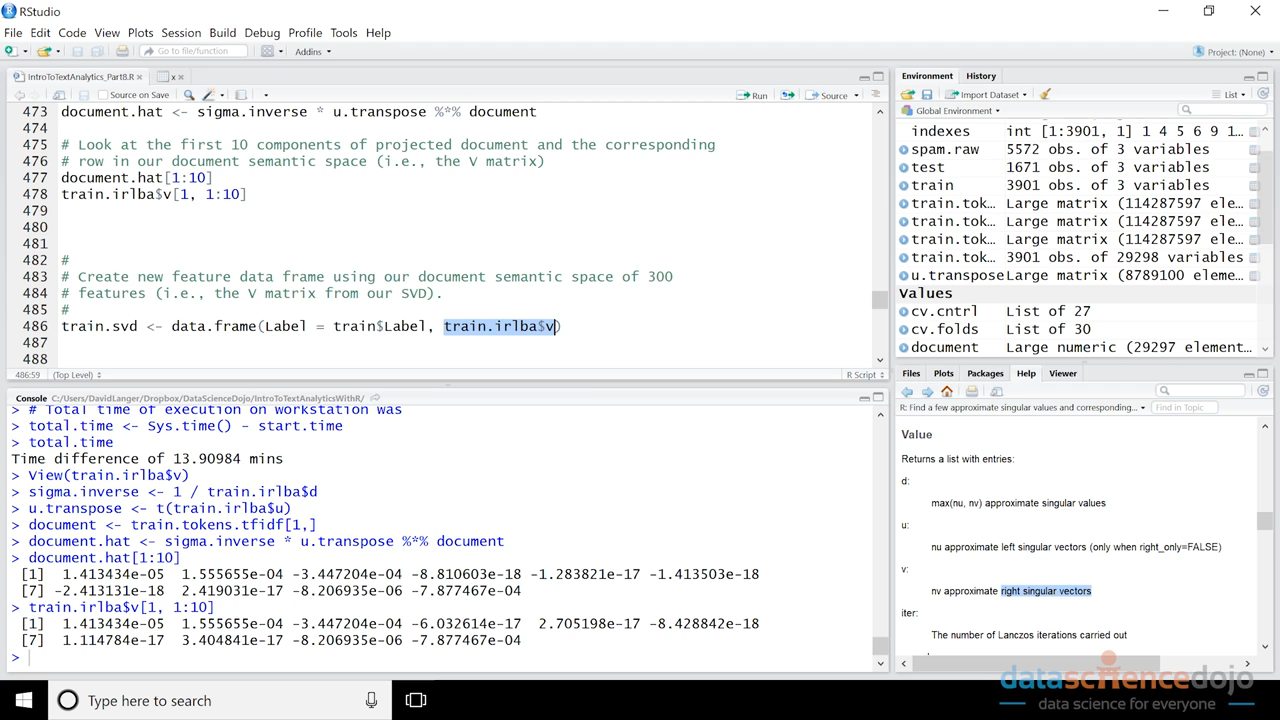 RStudio
File Edit Code View Plots Session Build Debug Profile Tools Help
Go to file/function Addins Project: (None)
IntroToTextAnalytics_Part8.R x
Source on Save Run Source
473 document.hat <- sigma.inverse * u.transpose %*% document
474
475 # Look at the first 10 components of projected document and the corresponding
476 # row in our document semantic space (i.e., the V matrix)
477 document.hat[1:10]
478 train.irlba$v[1, 1:10]
479
480
481
482 #
483 # Create new feature data frame using our document semantic space of 300
484 # features (i.e., the V matrix from our SVD).
485 #
486 train.svd <- data.frame(Label = train$Label, train.irlba$v)
487
488
486:59 (Top Level) R Script
Console C:/Users/DavidLanger/Dropbox/DataScienceDojo/IntroToTextAnalyticsWithR/
> # Total time of execution on workstation was
> total.time <- Sys.time() - start.time
> total.time
Time difference of 13.90984 mins
> View(train.irlba$v)
> sigma.inverse <- 1 / train.irlba$d
> u.transpose <- t(train.irlba$u)
> document <- train.tokens.tfidf[1,]
> document.hat <- sigma.inverse * u.transpose %*% document
> document.hat[1:10]
[1] 1.413434e-05 1.555655e-04 -3.447204e-04 -8.810603e-18 -1.283821e-17 -1.413503e-18
[7] -2.413131e-18 2.419031e-17 -8.206935e-06 -7.877467e-04
> train.irlba$v[1, 1:10]
[1] 1.413434e-05 1.555655e-04 -3.447204e-04 -6.032614e-17 2.705198e-17 -8.428842e-18
[7] 1.114784e-17 3.404841e-17 -8.206935e-06 -7.877467e-04
>
Environment History
Import Dataset List
Global Environment
indexes int [1:3901, 1] 1 4 5 6 9 1…
spam.raw 5572 obs. of 3 variables
test 1671 obs. of 3 variables
train 3901 obs. of 3 variables
train.tok… Large matrix (114287597 ele…
train.tok… Large matrix (114287597 ele…
train.tok… Large matrix (114287597 ele…
train.tok… 3901 obs. of 29298 variables
u.transpose Large matrix (8789100 eleme…
Values
cv.cntrl List of 27
cv.folds List of 30
document Large numeric (29297 element…
Files Plots Packages Help Viewer
R: Find a few approximate singular values and corresponding... Find in Topic
Value
Returns a list with entries:
d:
max(nu, nv) approximate singular values
u:
nu approximate left singular vectors (only when right_only=FALSE)
v:
nv approximate right singular vectors
iter:
The number of Lanczos iterations carried out
datasciencedojo
data science for everyone
Type here to search